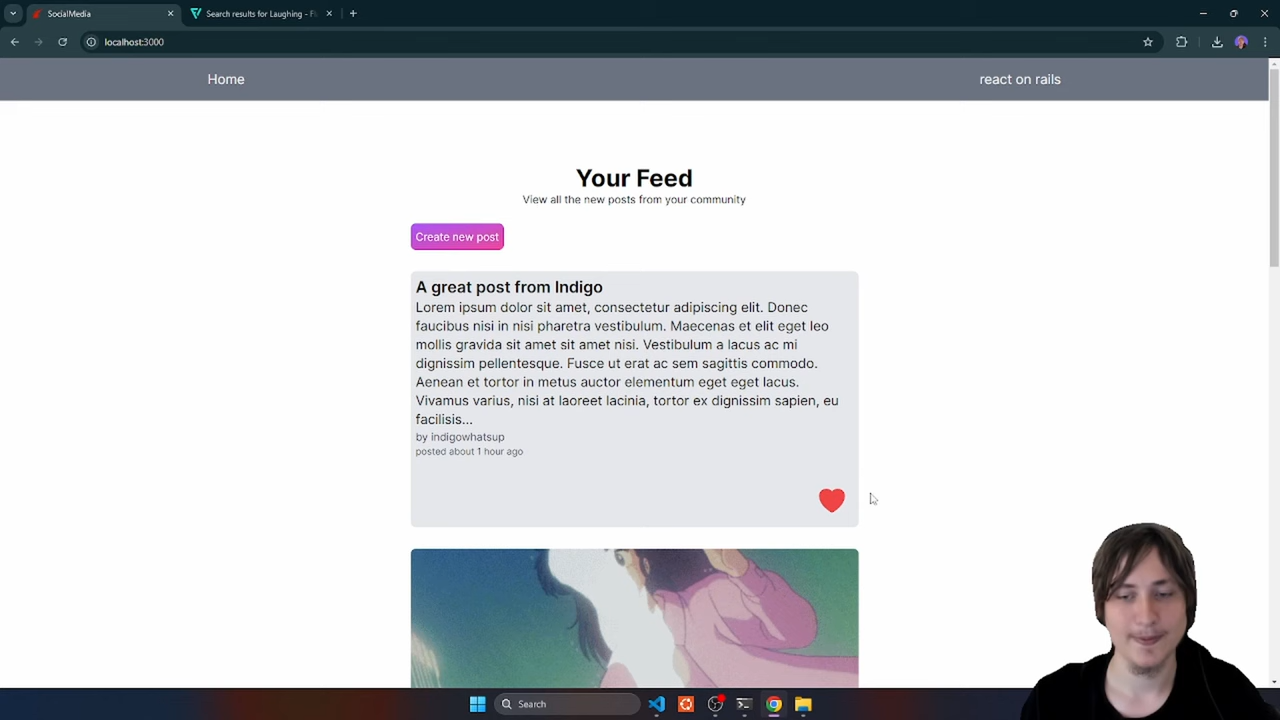 SocialMedia
Search results for Laughing - Fl
localhost:3000
Home
react on rails
Your Feed
View all the new posts from your community
Create new post
A great post from Indigo
Lorem ipsum dolor sit amet, consectetur adipiscing elit. Donec
faucibus nisi in nisi pharetra vestibulum. Maecenas et elit eget leo
mollis gravida sit amet sit amet nisi. Vestibulum a lacus ac mi
dignissim pellentesque. Fusce ut erat ac sem sagittis commodo.
Aenean et tortor in metus auctor elementum eget eget lacus.
Vivamus varius, nisi at laoreet lacinia, tortor ex dignissim sapien, eu
facilisis...
by indigowhatsup
posted about 1 hour ago
Search